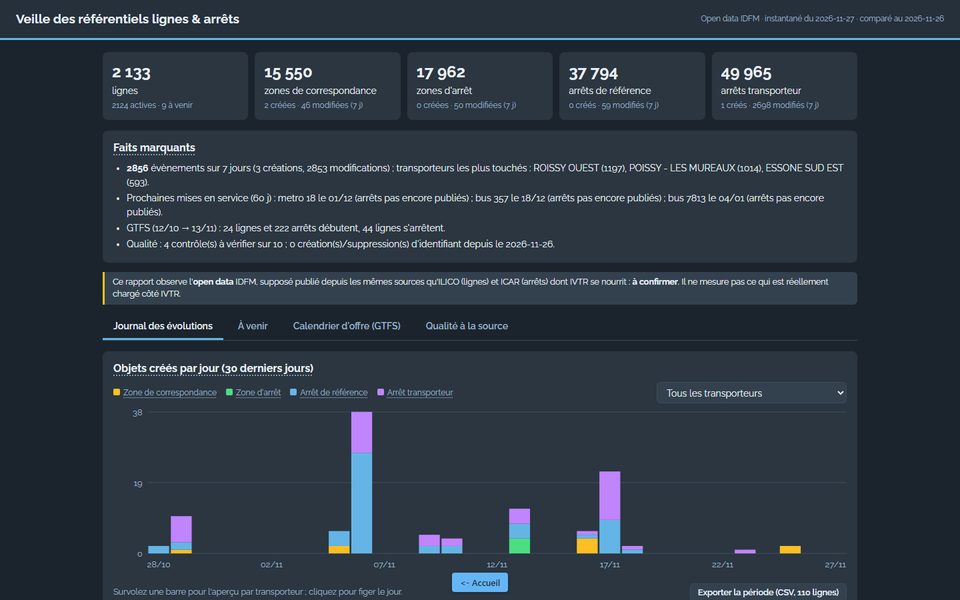 Veille des référentiels lignes & arrêts
Open data IDFM · instantané du 2026-11-27 · comparé au 2026-11-26
2 133
lignes
2124 actives · 9 à venir
15 550
zones de correspondance
2 créées · 46 modifiées (7 j)
17 962
zones d'arrêt
0 créées · 50 modifiées (7 j)
37 794
arrêts de référence
0 créés · 59 modifiés (7 j)
49 965
arrêts transporteur
1 créés · 2698 modifiés (7 j)
Faits marquants
• 2856 évènements sur 7 jours (3 créations, 2853 modifications) ; transporteurs les plus touchés : ROISSY OUEST (1197), POISSY - LES MUREAUX (1014), ESSONE SUD EST
(593).
• Prochaines mises en service (60 j) : metro 18 le 01/12 (arrêts pas encore publiés) ; bus 357 le 18/12 (arrêts pas encore publiés) ; bus 7813 le 04/01 (arrêts pas encore
publiés).
• GTFS (12/10 → 13/11) : 24 lignes et 222 arrêts débutent, 44 lignes s'arrêtent.
• Qualité : 4 contrôle(s) à vérifier sur 10 ; 0 création(s)/suppression(s) d'identifiant depuis le 2026-11-26.
Ce rapport observe l'open data IDFM, supposé publié depuis les mêmes sources qu'ILICO (lignes) et ICAR (arrêts) dont IVTR se nourrit : à confirmer. Il ne mesure pas ce qui est réellement
chargé côté IVTR.
Journal des évolutions
À venir
Calendrier d'offre (GTFS)
Qualité à la source
Objets créés par jour (30 derniers jours)
Zone de correspondance
Zone d'arrêt
Arrêt de référence
Arrêt transporteur
Tous les transporteurs
38
19
0
28/10
02/11
07/11
12/11
17/11
22/11
27/11
<- Accueil
Survolez une barre pour l'aperçu par transporteur ; cliquez pour figer le jour.
Exporter la période (CSV, 110 lignes)